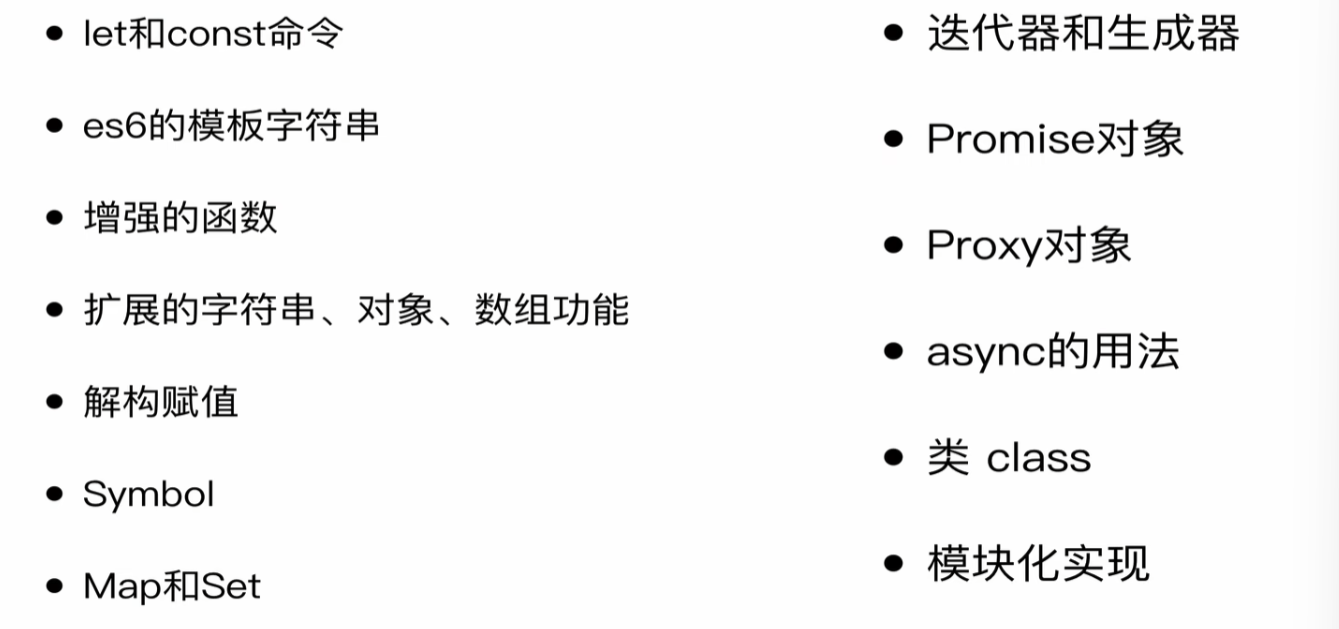 • let和const命令
• es6的模板字符串
• 增强的函数
• 扩展的字符串、对象、数组功能
• 解构赋值
• Symbol
• Map和Set
• 迭代器和生成器
• Promise对象
• Proxy对象
• async的用法
• 类 class
• 模块化实现